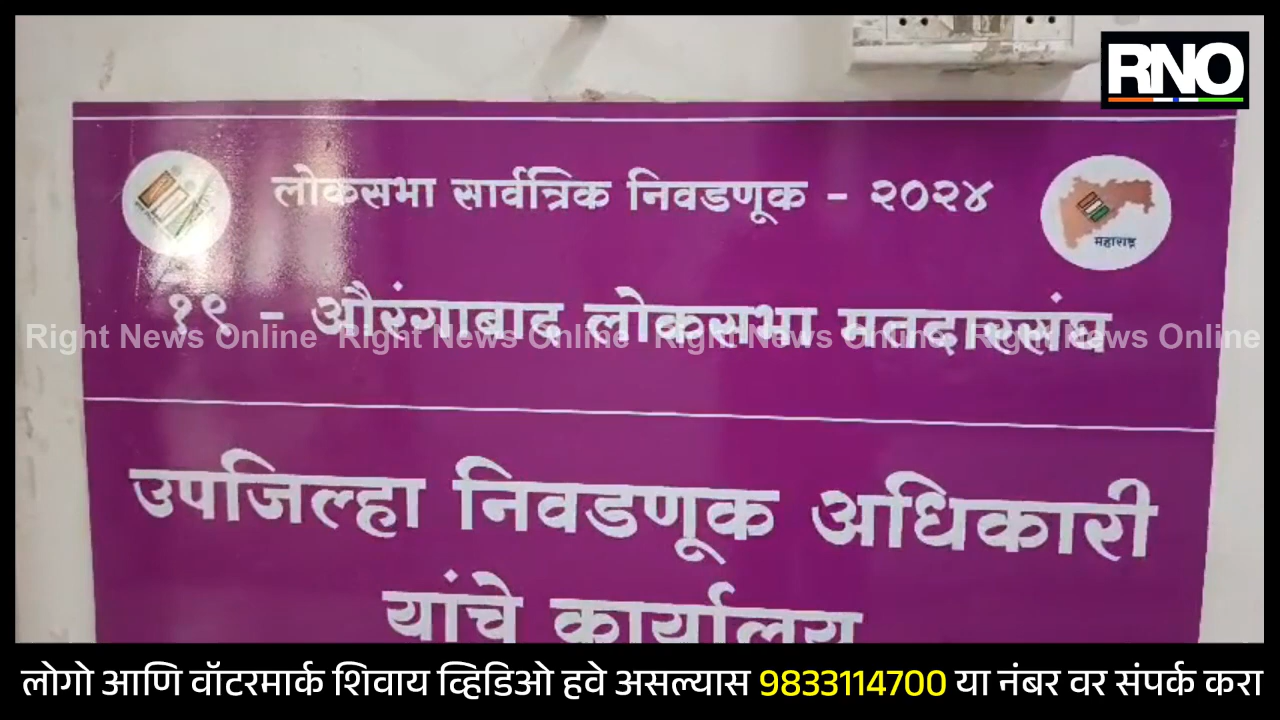 RNO
लोकसभा सार्वत्रिक निवडणूक - २०२४
महाराष्ट्र
१९ - औरंगाबाद लोकसभा मतदारसंघ
Right News Online Right News Online Right News Online Right News Online
उपजिल्हा निवडणूक अधिकारी
यांचे कार्यालय
लोगो आणि वॉटरमार्क शिवाय व्हिडिओ हवे असल्यास 9833114700 या नंबर वर संपर्क करा